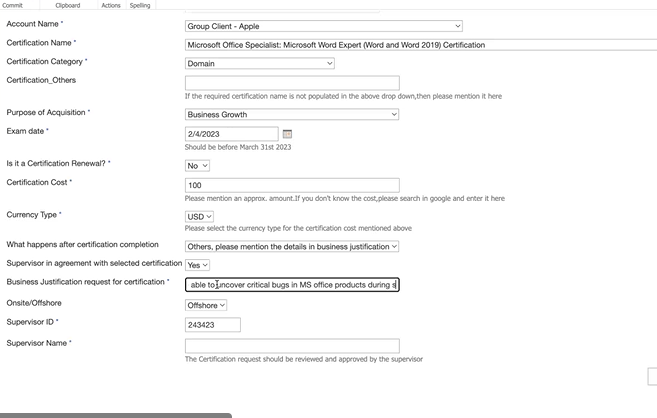 Commit Clipboard Actions Spelling
Account Name * Group Client - Apple
Certification Name * Microsoft Office Specialist: Microsoft Word Expert (Word and Word 2019) Certification
Certification Category * Domain
Certification_Others
If the required certification name is not populated in the above drop down,then please mention it here
Purpose of Acquisition * Business Growth
Exam date * 2/4/2023
Should be before March 31st 2023
Is it a Certification Renewal? * No
Certification Cost * 100
Please mention an approx. amount.If you don't know the cost,please search in google and enter it here
Currency Type * USD
Please select the currency type for the certification cost mentioned above
What happens after certification completion Others, please mention the details in business justification
Supervisor in agreement with selected certification Yes
Business Justification request for certification * able to uncover critical bugs in MS office products during s
Onsite/Offshore Offshore
Supervisor ID * 243423
Supervisor Name *
The Certification request should be reviewed and approved by the supervisor